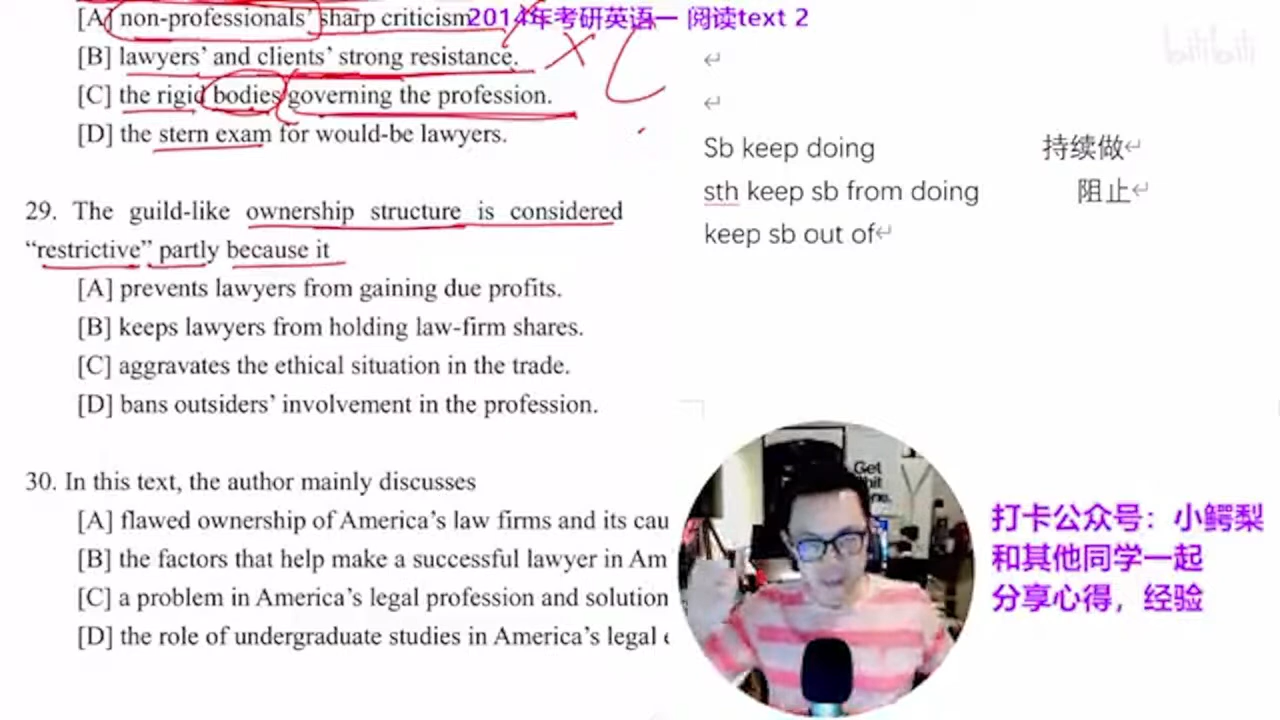 [A] non-professionals' sharp criticism
2014年考研英语一 阅读text 2
bilibili
[B] lawyers' and clients' strong resistance.
[C] the rigid bodies governing the profession.
[D] the stern exam for would-be lawyers.
Sb keep doing 持续做
sth keep sb from doing 阻止
keep sb out of
29. The guild-like ownership structure is considered
“restrictive” partly because it
[A] prevents lawyers from gaining due profits.
[B] keeps lawyers from holding law-firm shares.
[C] aggravates the ethical situation in the trade.
[D] bans outsiders' involvement in the profession.
30. In this text, the author mainly discusses
[A] flawed ownership of America's law firms and its cau
[B] the factors that help make a successful lawyer in Am
[C] a problem in America's legal profession and solution
[D] the role of undergraduate studies in America's legal
Get
打卡公众号：小鳄梨
和其他同学一起
分享心得，经验